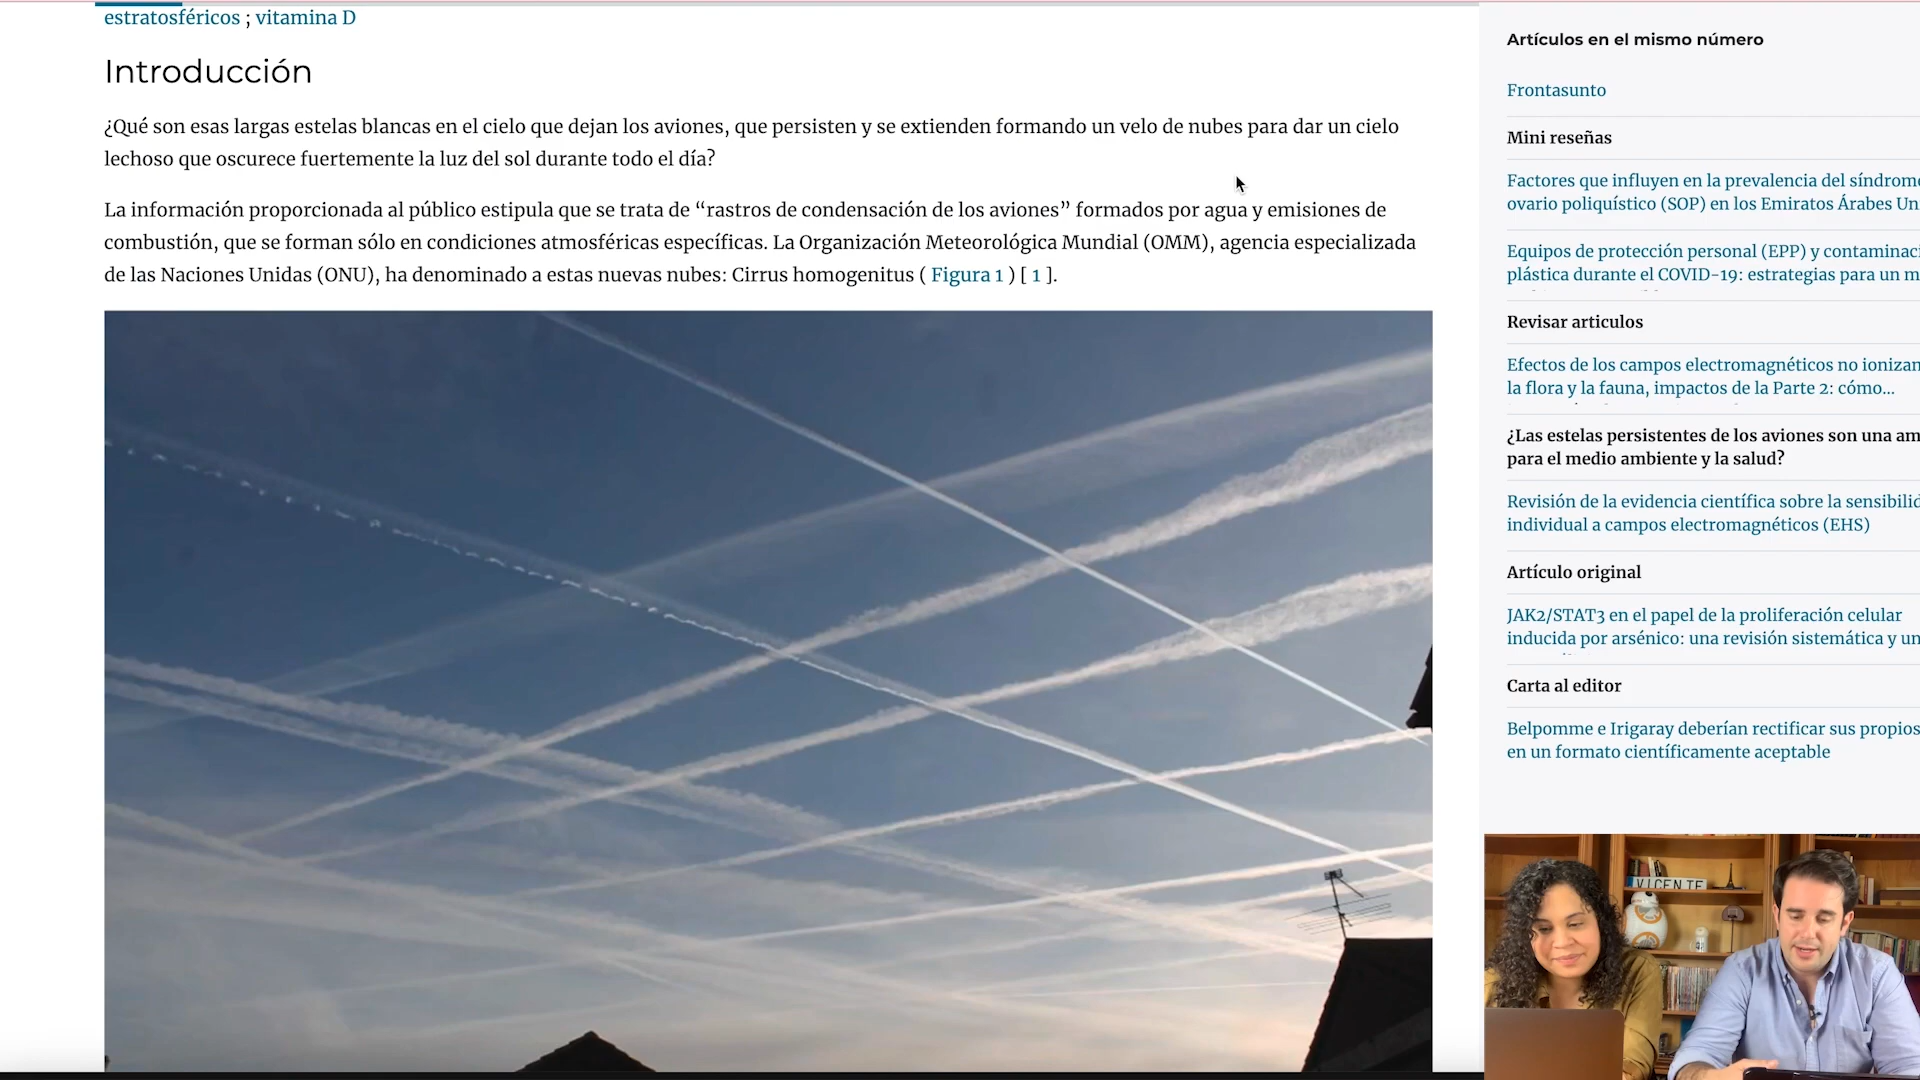 estratosféricos ; vitamina D
Introducción
¿Qué son esas largas estelas blancas en el cielo que dejan los aviones, que persisten y se extienden formando un velo de nubes para dar un cielo
lechoso que oscurece fuertemente la luz del sol durante todo el día?
La información proporcionada al público estipula que se trata de “rastros de condensación de los aviones” formados por agua y emisiones de
combustión, que se forman sólo en condiciones atmosféricas específicas. La Organización Meteorológica Mundial (OMM), agencia especializada
de las Naciones Unidas (ONU), ha denominado a estas nuevas nubes: Cirrus homogenitus ( Figura 1 ) [ 1 ].
Artículos en el mismo número
Frontasunto
Mini reseñas
Factores que influyen en la prevalencia del síndrome
ovario poliquístico (SOP) en los Emiratos Árabes Un
Equipos de protección personal (EPP) y contaminaci
plástica durante el COVID-19: estrategias para un m
Revisar articulos
Efectos de los campos electromagnéticos no ionizan
la flora y la fauna, impactos de la Parte 2: cómo...
¿Las estelas persistentes de los aviones son una am
para el medio ambiente y la salud?
Revisión de la evidencia científica sobre la sensibilid
individual a campos electromagnéticos (EHS)
Artículo original
JAK2/STAT3 en el papel de la proliferación celular
inducida por arsénico: una revisión sistemática y un
Carta al editor
Belpomme e Irigaray deberían rectificar sus propios
en un formato científicamente aceptable
VICENTE